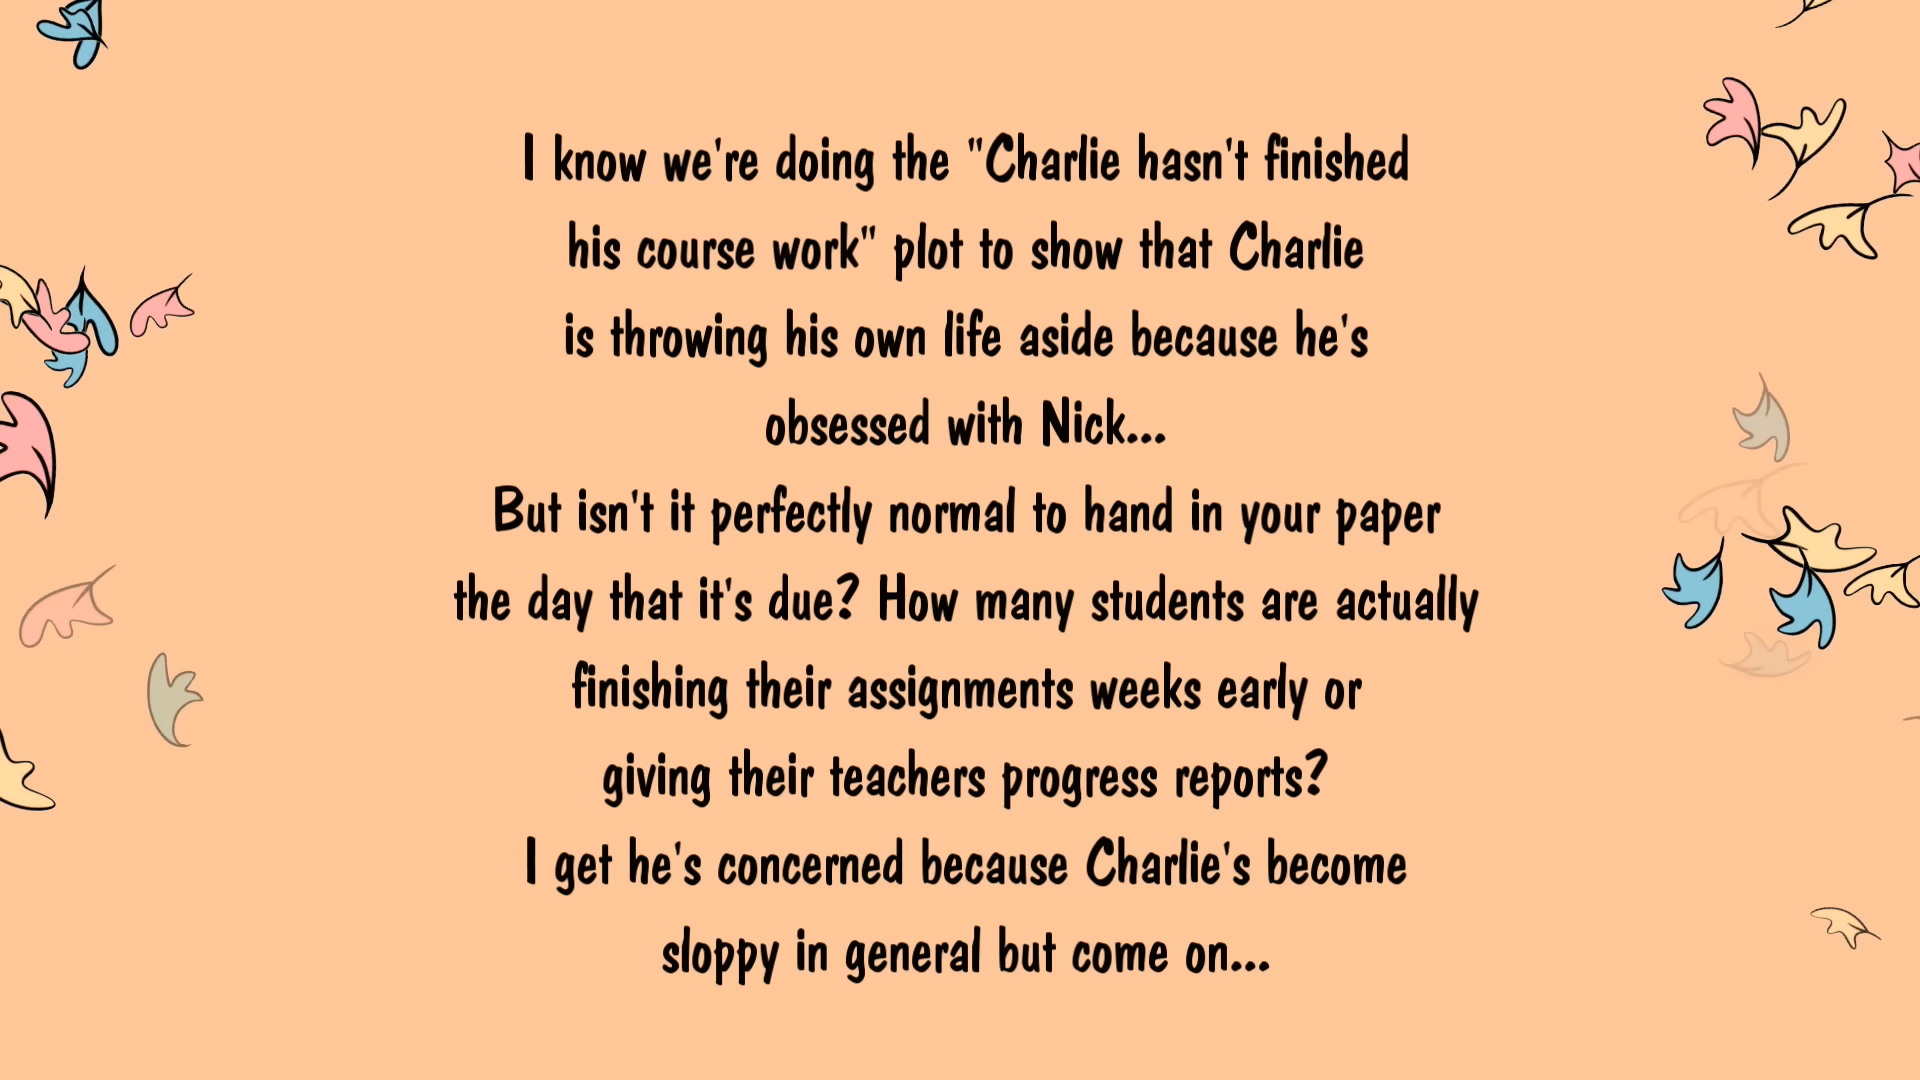 I know we're doing the "Charlie hasn't finished
his course work" plot to show that Charlie
is throwing his own life aside because he's
obsessed with Nick...
But isn't it perfectly normal to hand in your paper
the day that it's due? How many students are actually
finishing their assignments weeks early or
giving their teachers progress reports?
I get he's concerned because Charlie's become
sloppy in general but come on...